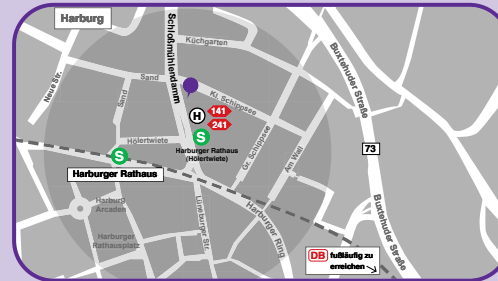 Harburg
Schloßmühlendamm
Küchgarten
Neue Str.
Sand
Sand
Kl. Schippsee
Buxtehuder Straße
141
H
241
S
Harburger Rathaus
(Hölertwiete)
Hölertwiete
S
Harburger Rathaus
Gr. Schippsee
Am Wall
73
Harburg
Arcaden
Lüneburger Str.
Harburger Ring
Harburger
Rathausplatz
Buxtehuder Straße
DB fußläufig zu
erreichen